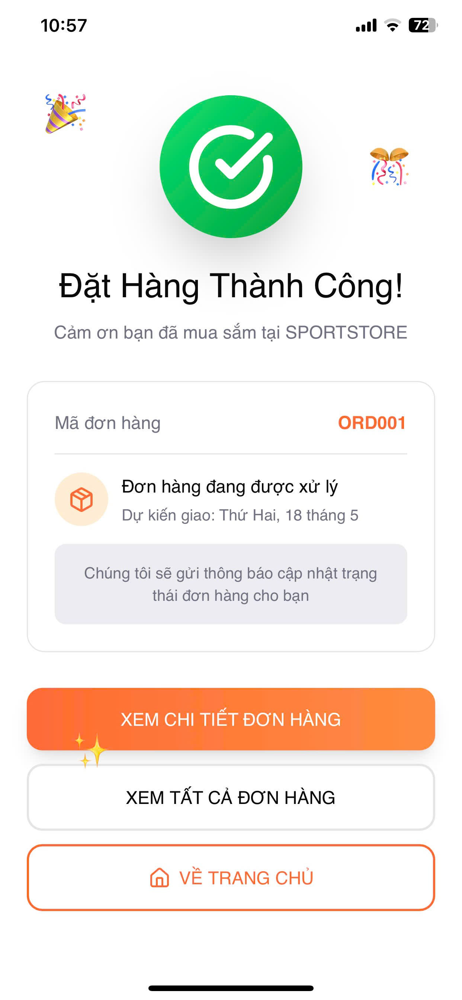 10:57
72
Đặt Hàng Thành Công!
Cảm ơn bạn đã mua sắm tại SPORTSTORE
Mã đơn hàng
ORD001
Đơn hàng đang được xử lý
Dự kiến giao: Thứ Hai, 18 tháng 5
Chúng tôi sẽ gửi thông báo cập nhật trạng
thái đơn hàng cho bạn
XEM CHI TIẾT ĐƠN HÀNG
XEM TẤT CẢ ĐƠN HÀNG
VỀ TRANG CHỦ